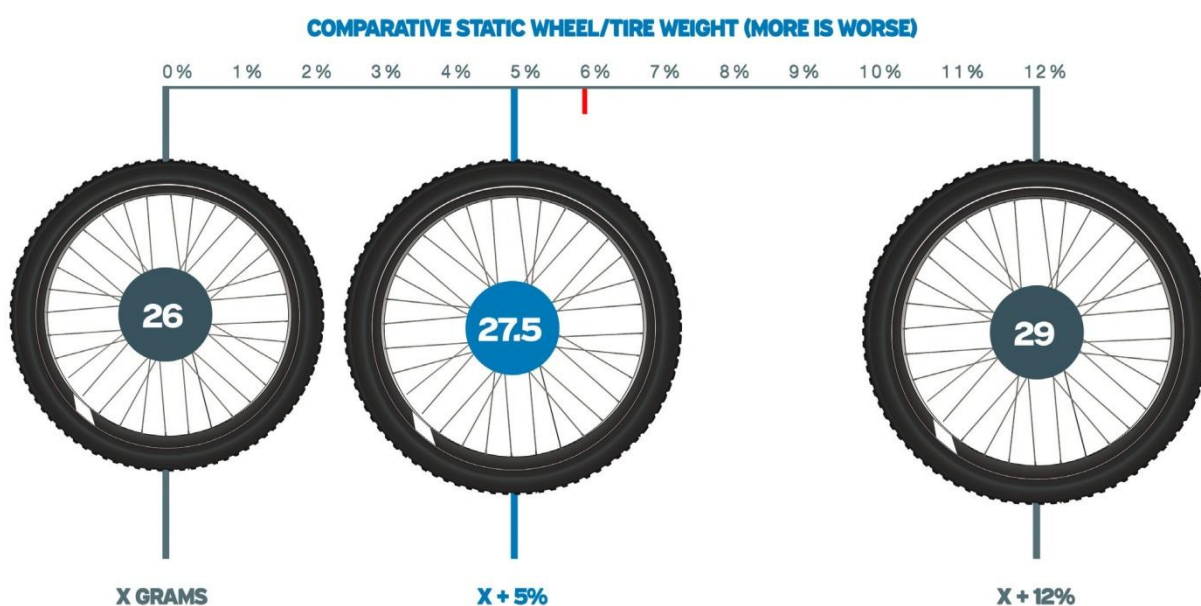 COMPARATIVE STATIC WHEEL/TIRE WEIGHT (MORE IS WORSE)
0% 1% 2% 3% 4% 5% 6% 7% 8% 9% 10% 11% 12%
26 27.5 29
X GRAMS X + 5% X + 12%